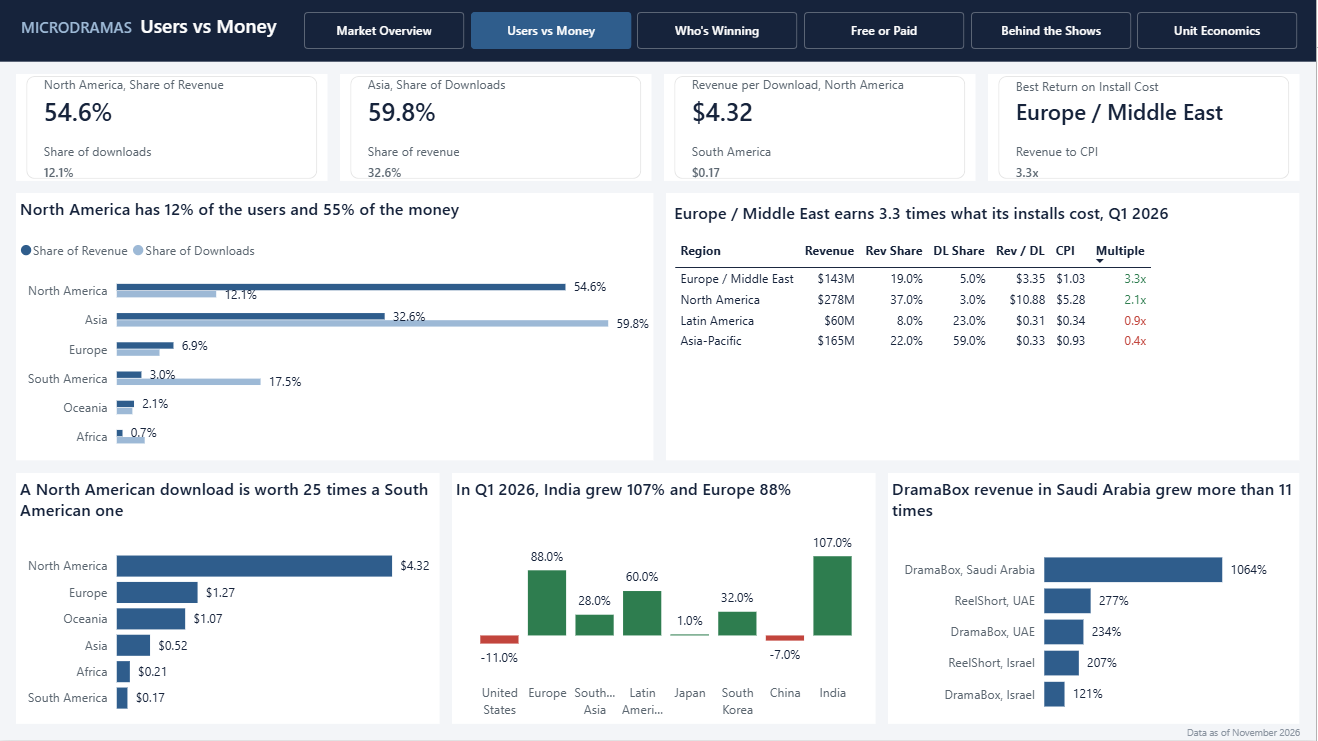 MICRODRAMAS Users vs Money
Market Overview
Users vs Money
Who's Winning
Free or Paid
Behind the Shows
Unit Economics
North America, Share of Revenue
54.6%
Share of downloads
12.1%
Asia, Share of Downloads
59.8%
Share of revenue
32.6%
Revenue per Download, North America
$4.32
South America
$0.17
Best Return on Install Cost
Europe / Middle East
Revenue to CPI
3.3x
North America has 12% of the users and 55% of the money
Share of Revenue Share of Downloads
North America 54.6%
12.1%
Asia 32.6%
59.8%
Europe 6.9%
South America 3.0%
17.5%
Oceania 2.1%
Africa 0.7%
Europe / Middle East earns 3.3 times what its installs cost, Q1 2026
Region Revenue Rev Share DL Share Rev / DL CPI Multiple
Europe / Middle East $143M 19.0% 5.0% $3.35 $1.03 3.3x
North America $278M 37.0% 3.0% $10.88 $5.28 2.1x
Latin America $60M 8.0% 23.0% $0.31 $0.34 0.9x
Asia-Pacific $165M 22.0% 59.0% $0.33 $0.93 0.4x
A North American download is worth 25 times a South
American one
North America $4.32
Europe $1.27
Oceania $1.07
Asia $0.52
Africa $0.21
South America $0.17
In Q1 2026, India grew 107% and Europe 88%
-11.0%
88.0%
28.0%
60.0%
1.0%
32.0%
-7.0%
107.0%
United
States
Europe
South...
Asia
Latin
Ameri...
Japan
South
Korea
China
India
DramaBox revenue in Saudi Arabia grew more than 11
times
DramaBox, Saudi Arabia 1064%
ReelShort, UAE 277%
DramaBox, UAE 234%
ReelShort, Israel 207%
DramaBox, Israel 121%
Data as of November 2026